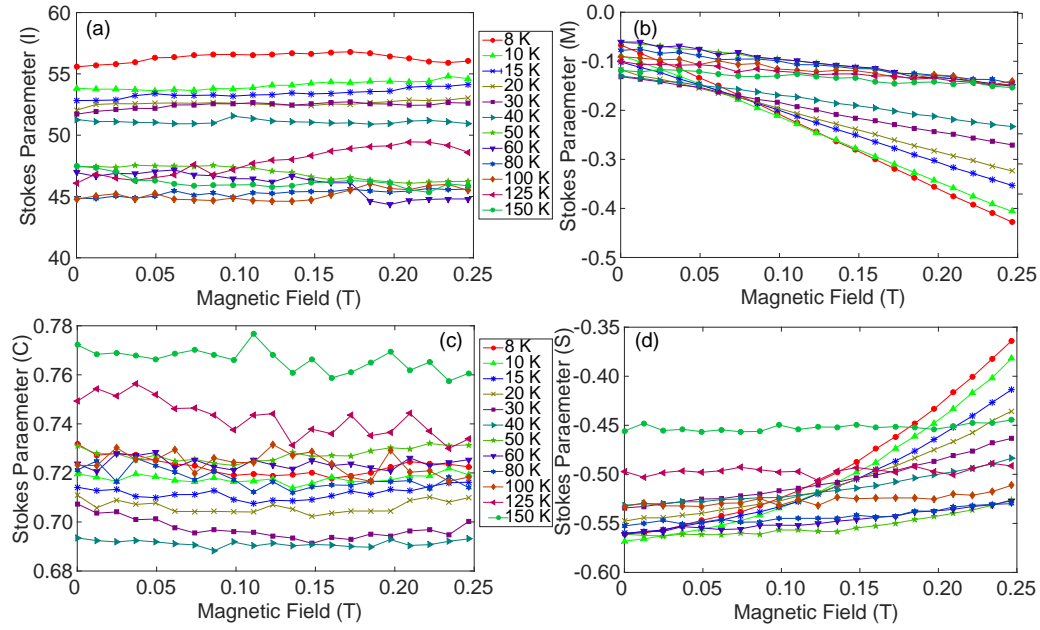 (a)
Stokes Paraemeter (I)
60
55
50
45
40
0
0.05
0.10
0.15
0.20
0.25
Magnetic Field (T)
8 K
10 K
15 K
20 K
30 K
40 K
50 K
60 K
80 K
100 K
125 K
150 K
(b)
Stokes Parameter (M)
0.0
-0.1
-0.2
-0.3
-0.4
-0.5
0
0.05
0.10
0.15
0.20
0.25
Magnetic Field (T)
(c)
Stokes Paraemeter (C)
0.78
0.76
0.74
0.72
0.70
0.68
0
0.05
0.10
0.15
0.20
0.25
Magnetic Field (T)
8 K
10 K
15 K
20 K
30 K
40 K
50 K
60 K
80 K
100 K
125 K
150 K
(d)
Stokes Paraemeter (S)
-0.35
-0.40
-0.45
-0.50
-0.55
-0.60
0
0.05
0.10
0.15
0.20
0.25
Magnetic Field (T)